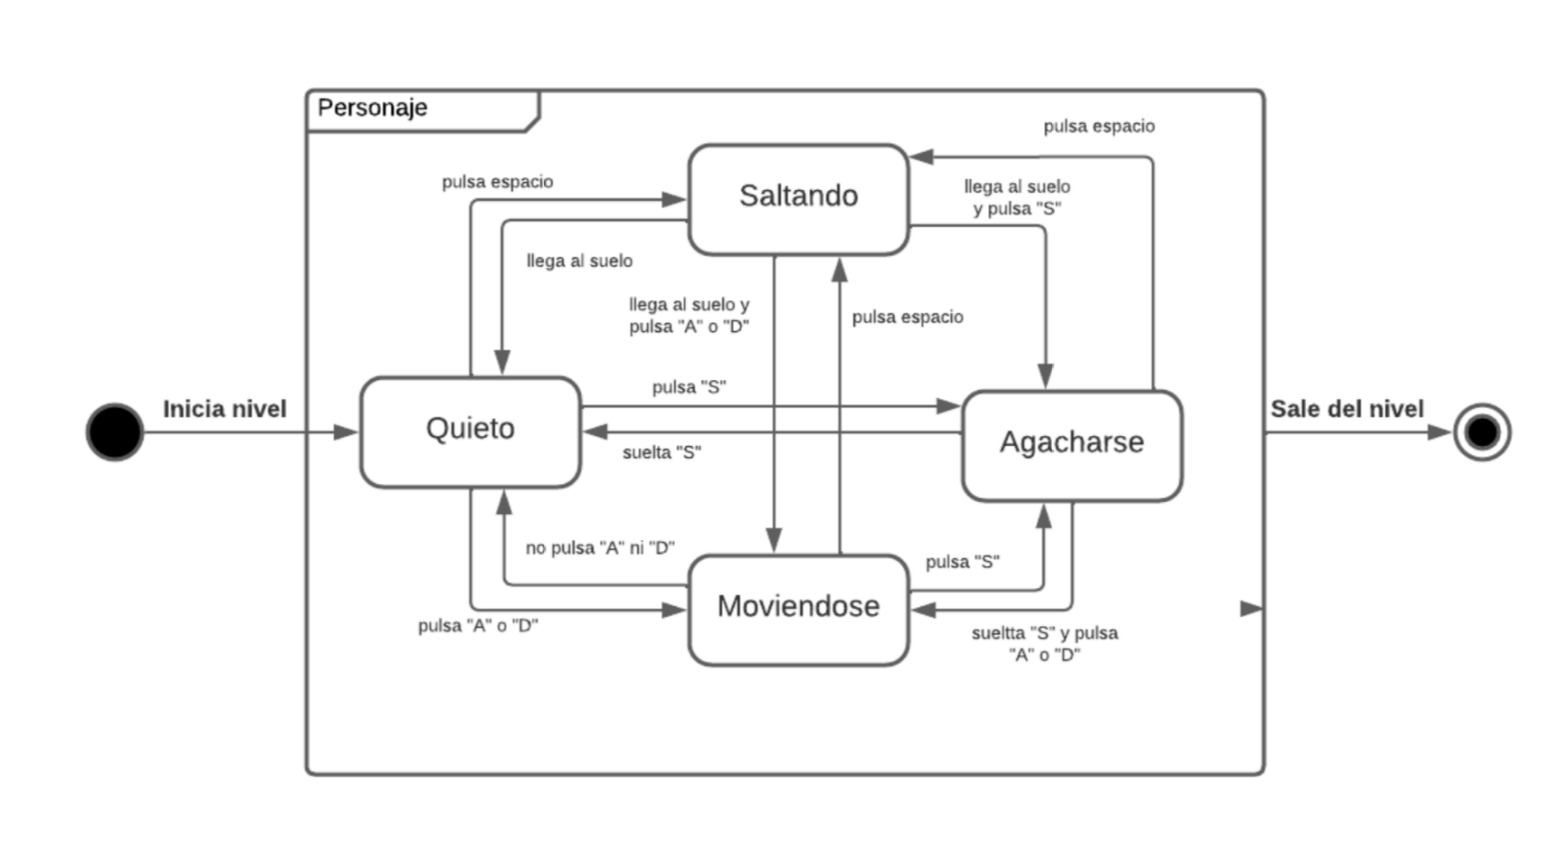 Personaje
pulsa espacio
pulsa espacio
Saltando
llega al suelo
y pulsa "S"
llega al suelo
llega al suelo y
pulsa "A" o "D"
pulsa espacio
pulsa "S"
Inicia nivel
Quieto
suelta "S"
Agacharse
Sale del nivel
no pulsa "A" ni "D"
pulsa "S"
Moviendose
pulsa "A" o "D"
sueltta "S" y pulsa
"A" o "D"